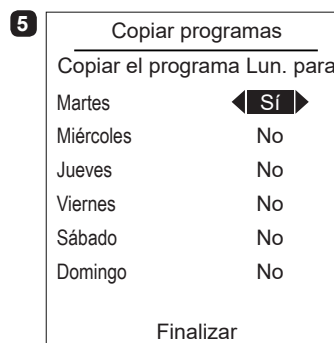 5
Copiar programas
Copiar el programa Lun. para
Martes Sí
Miércoles No
Jueves No
Viernes No
Sábado No
Domingo No
Finalizar